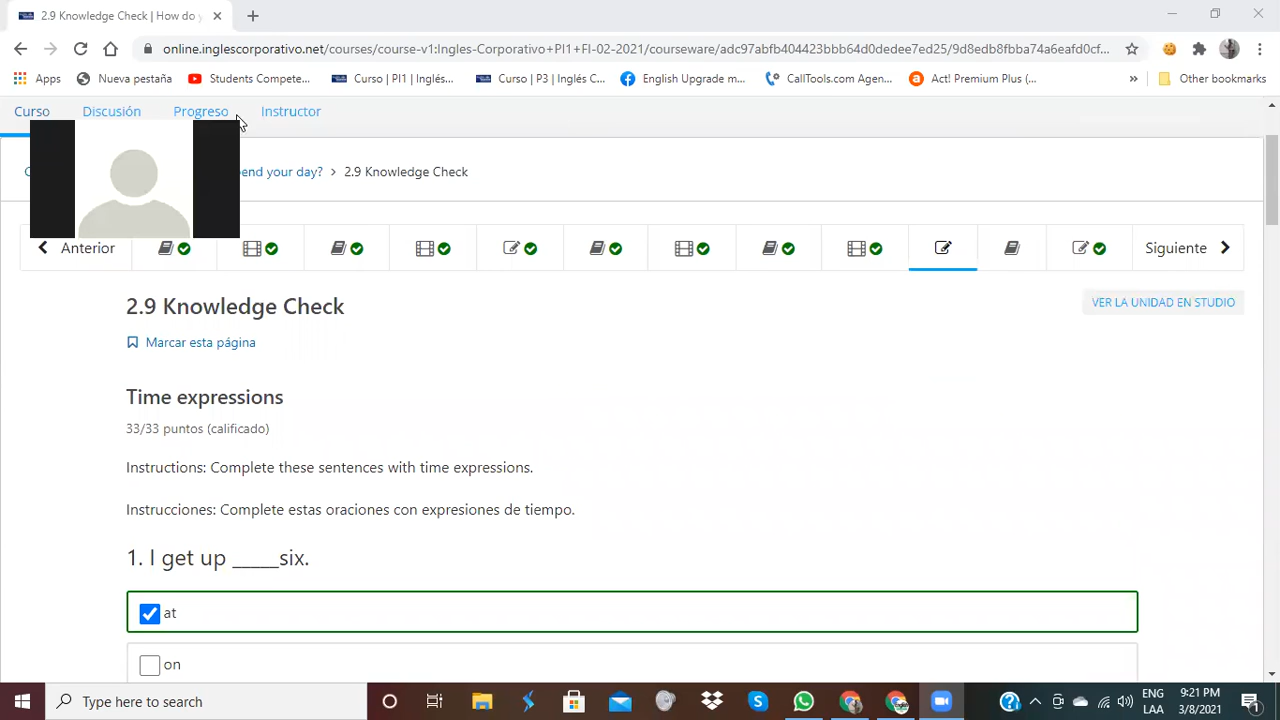 2.9 Knowledge Check | How do y
online.inglescorporativo.net/courses/course-v1:Ingles-Corporativo+PI1+FI-02-2021/courseware/adc97abfb404423bbb64d0dedee7ed25/9d8edb8fbba74a6eafd0cf...
Apps Nueva pestaña Students Compete... Curso | PI1 | Inglés... Curso | P3 | Inglés C... English Upgrade m... CallTools.com Agen... Act! Premium Plus (... » Other bookmarks
Curso Discusión Progreso Instructor
end your day? > 2.9 Knowledge Check
Anterior Siguiente
2.9 Knowledge Check
VER LA UNIDAD EN STUDIO
Marcar esta página
Time expressions
33/33 puntos (calificado)
Instructions: Complete these sentences with time expressions.
Instrucciones: Complete estas oraciones con expresiones de tiempo.
1. I get up _____six.
at
on
Type here to search
ENG 9:21 PM
LAA 3/8/2021